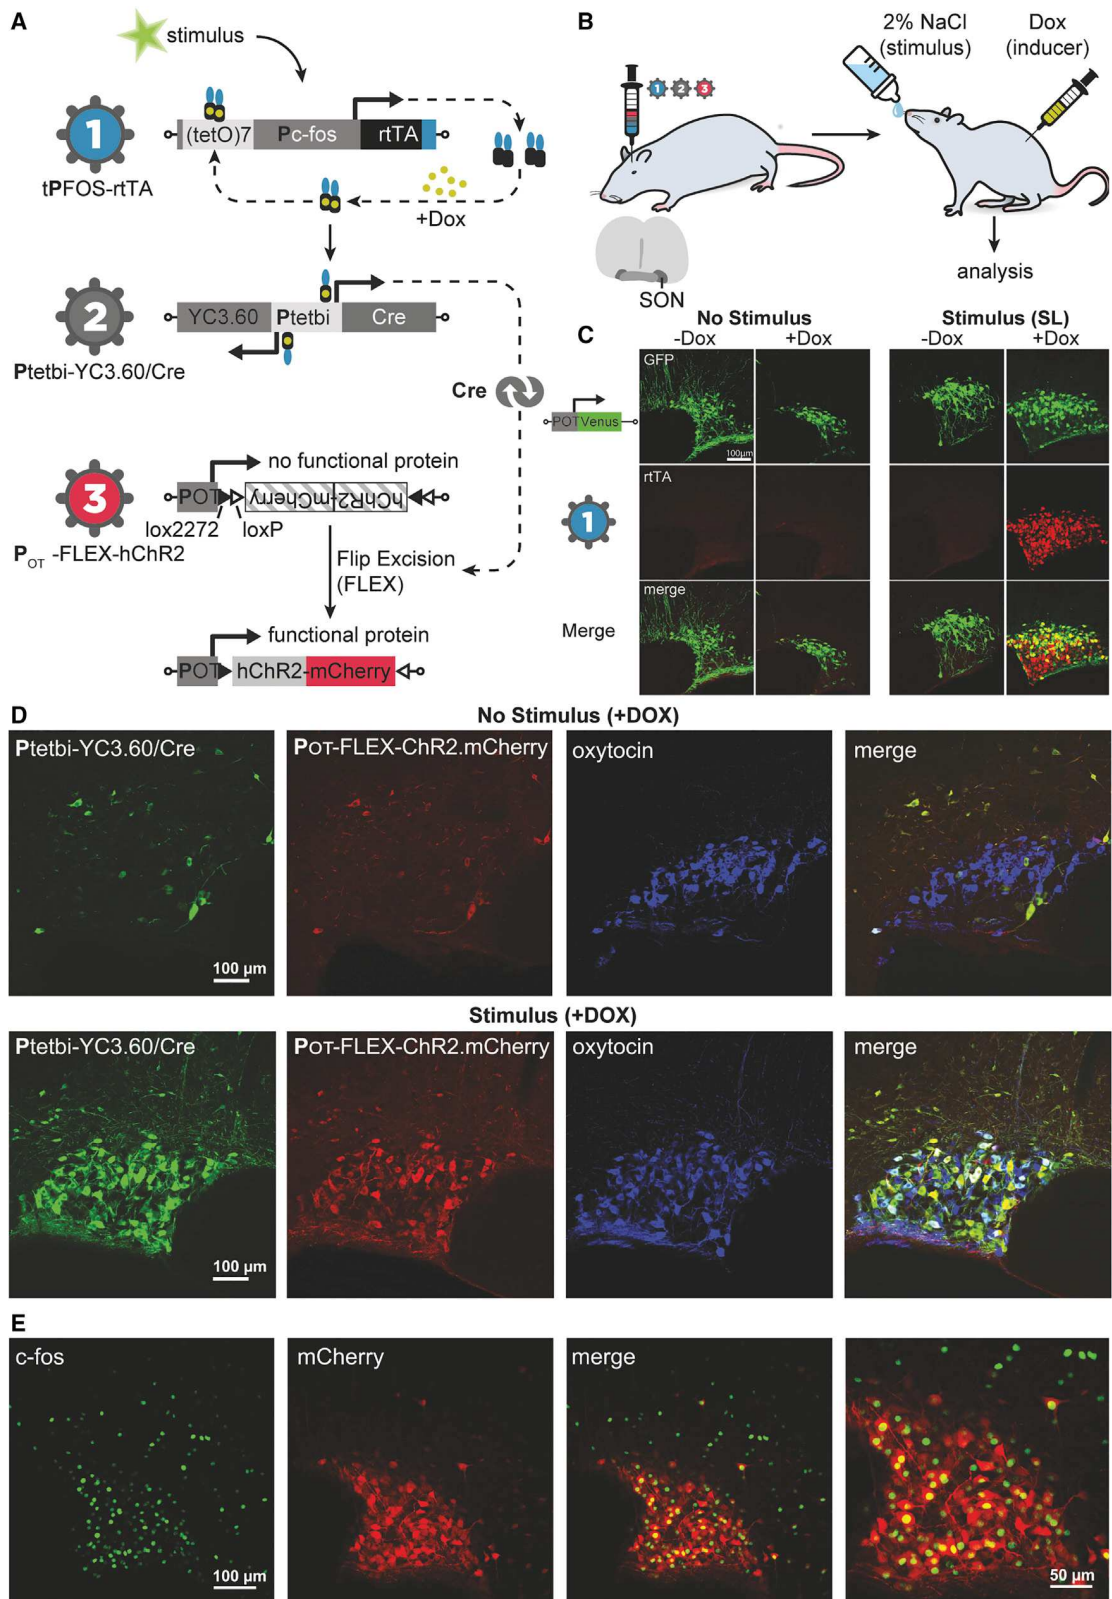 A
stimulus
1
(tetO)7
Pc-fos
rtTA
tPFOS-rtTA
+Dox
2
YC3.60
Ptetbi
Cre
Ptetbi-YC3.60/Cre
Cre
3
no functional protein
POT
hChR2-mCherry
lox2272
loxP
POT -FLEX-hChR2
Flip Excision
(FLEX)
functional protein
POT
hChR2-mCherry
B
1 2 3
2% NaCl
(stimulus)
Dox
(inducer)
SON
analysis
C
No Stimulus
Stimulus (SL)
-Dox
+Dox
-Dox
+Dox
GFP
POT Venus
100µm
rtTA
1
merge
Merge
D
No Stimulus (+DOX)
Ptetbi-YC3.60/Cre
POT-FLEX-ChR2.mCherry
oxytocin
merge
100 µm
Stimulus (+DOX)
Ptetbi-YC3.60/Cre
POT-FLEX-ChR2.mCherry
oxytocin
merge
100 µm
E
c-fos
mCherry
merge
100 µm
50 µm